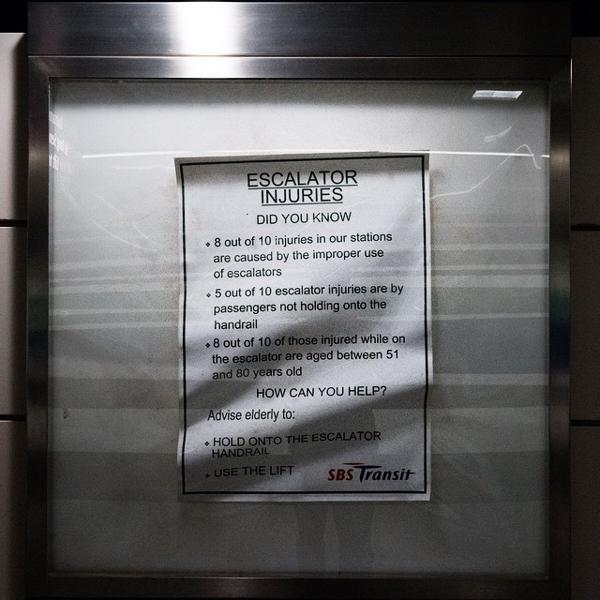 ESCALATOR
INJURIES
DID YOU KNOW
8 out of 10 injuries in our stations
are caused by the improper use
of escalators
5 out of 10 escalator injuries are by
passengers not holding onto the
handrail
8 out of 10 of those injured while on
the escalator are aged between 51
and 80 years old
HOW CAN YOU HELP?
Advise elderly to:
HOLD ONTO THE ESCALATOR
HANDRAIL
USE THE LIFT
SBS Transit